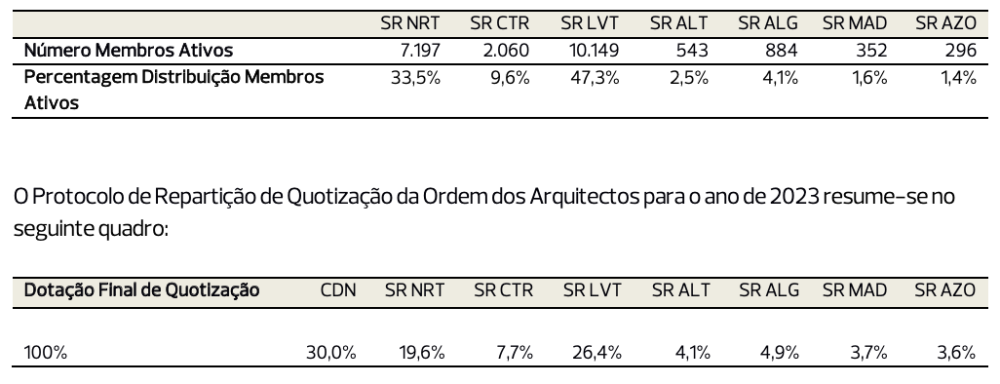 SR NRT SR CTR SR LVT SR ALT SR ALG SR MAD SR AZO
Número Membros Ativos 7.197 2.060 10.149 543 884 352 296
Percentagem Distribuição Membros 33,5% 9,6% 47,3% 2,5% 4,1% 1,6% 1,4%
Ativos
O Protocolo de Repartição de Quotização da Ordem dos Arquitectos para o ano de 2023 resume-se no
seguinte quadro:
Dotação Final de Quotização CDN SR NRT SR CTR SR LVT SR ALT SR ALG SR MAD SR AZO
100% 30,0% 19,6% 7,7% 26,4% 4,1% 4,9% 3,7% 3,6%